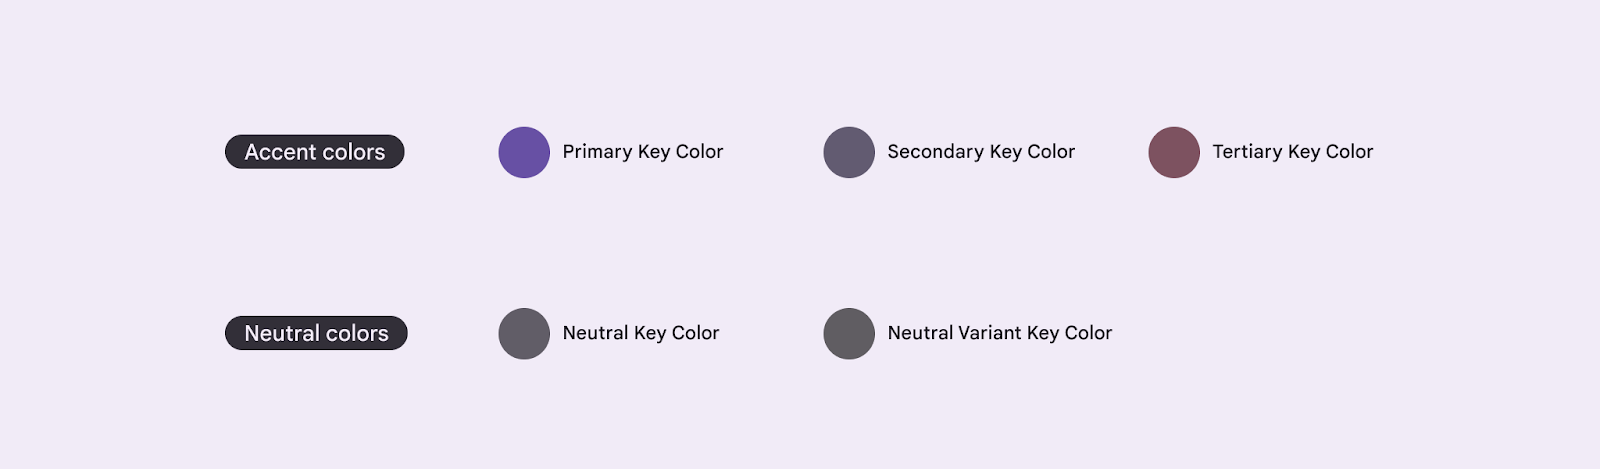 Accent colors
Primary Key Color
Secondary Key Color
Tertiary Key Color
Neutral colors
Neutral Key Color
Neutral Variant Key Color